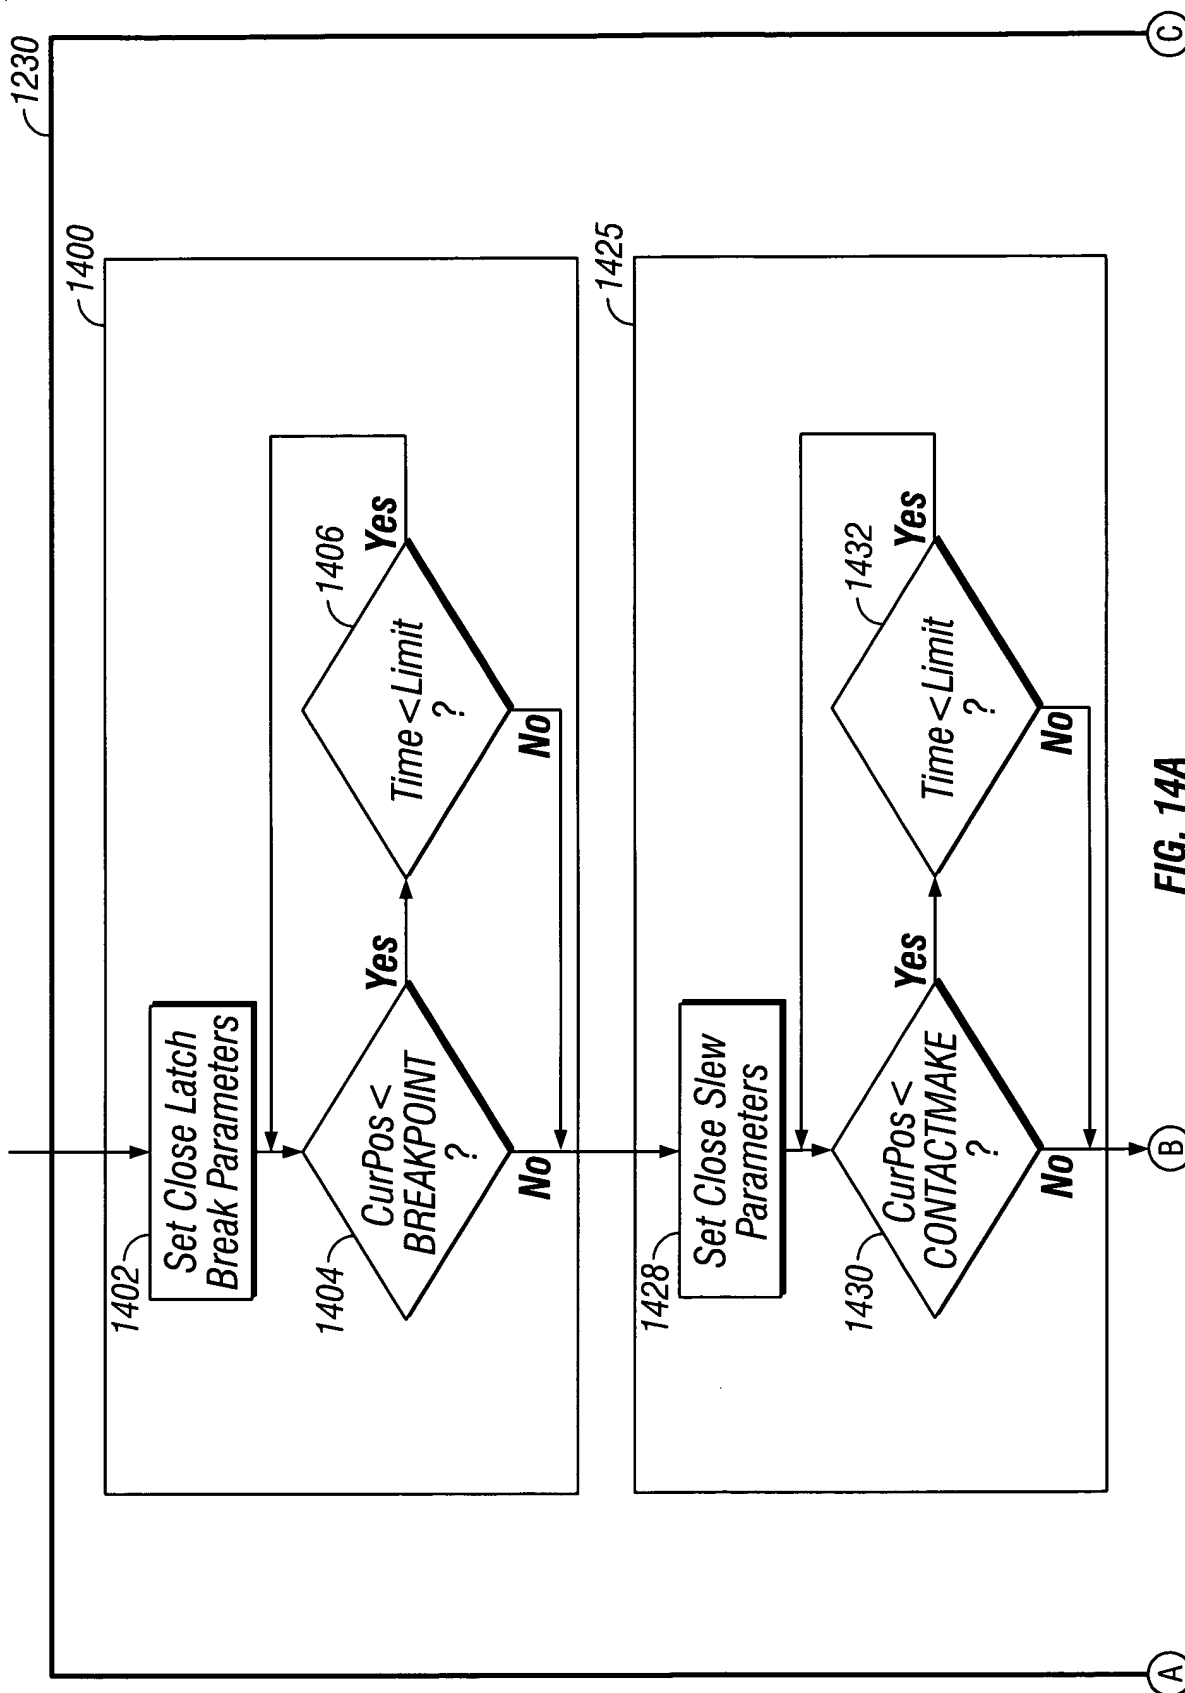 1230
1400
1402
Set Close Latch
Break Parameters
1404
CurPos <
BREAKPOINT
?
Yes
No
1406
Time < Limit
?
Yes
No
1425
1428
Set Close Slew
Parameters
1430
CurPos <
CONTACTMAKE
?
Yes
No
1432
Time < Limit
?
Yes
No
A
B
C
FIG. 14A